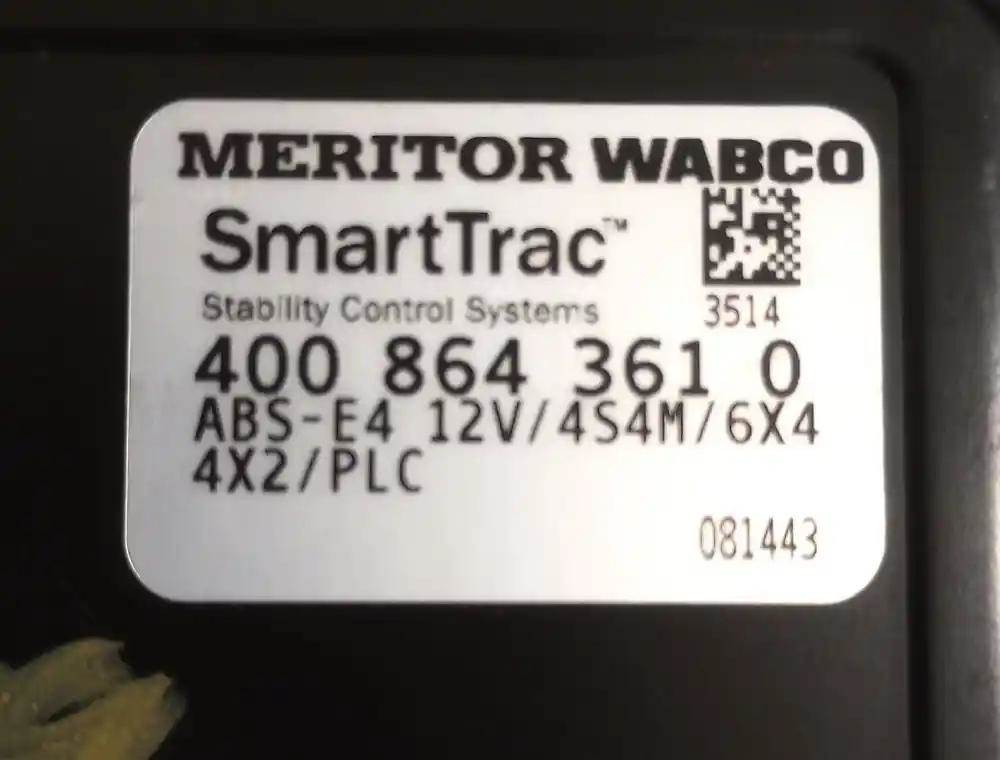 MERITOR WABCO
SmartTrac™
Stability Control Systems
3514
400 864 361 0
ABS-E4 12V/4S4M/6X4
4X2/PLC
081443